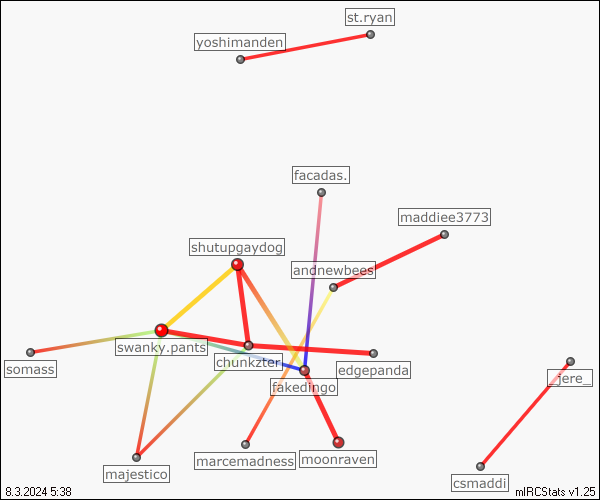 st.ryan
yoshimanden
facadas.
maddiee3773
shutupgaydog
andnewbees
swanky.pants
chunkzter
somass
edgepanda
_jere_
fakedingo
marcemadness
moonraven
majestico
csmaddi
8.3.2024 5:38
mIRCStats v1.25